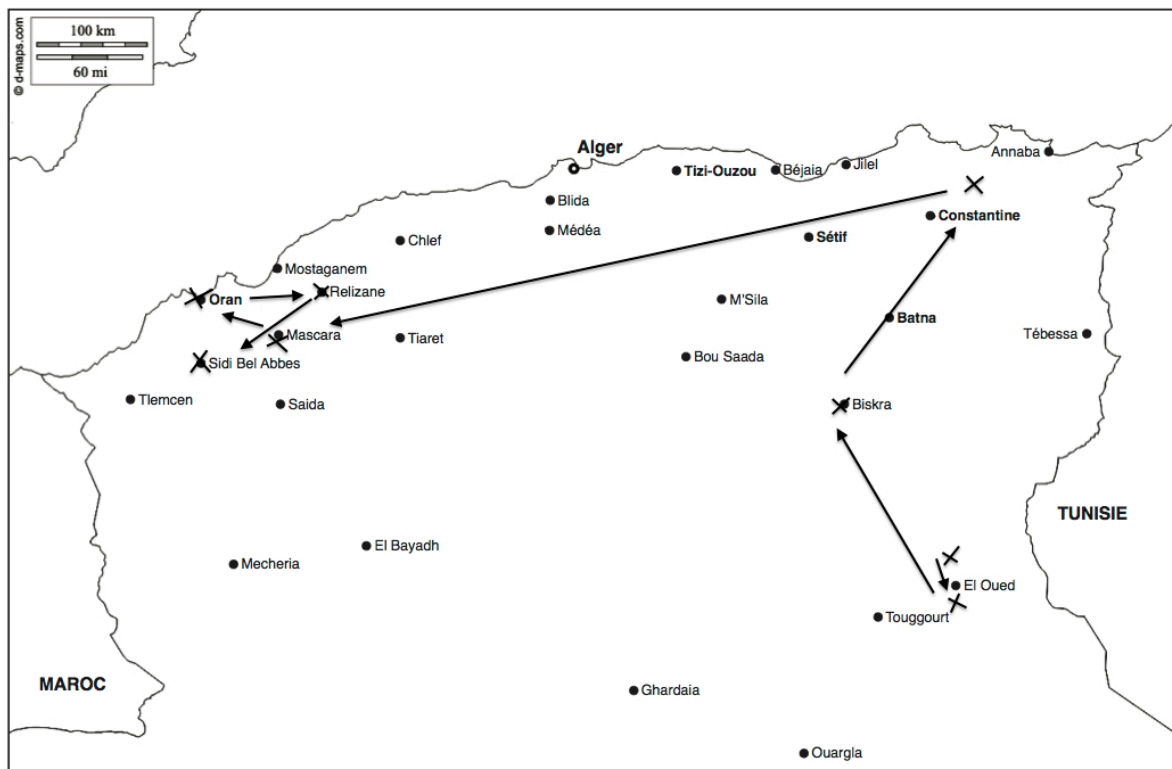 100 km
60 mi
© d-maps.com
Alger
Annaba
Tizi-Ouzou
Béjaia
Jilel
Blida
Constantine
Médéa
Sétif
Chlef
Mostaganem
Oran
Relizane
M'Sila
Batna
Mascara
Tiaret
Tébessa
Sidi Bel Abbes
Bou Saada
Tlemcen
Saida
Biskra
TUNISIE
El Bayadh
Mecheria
El Oued
Touggourt
MAROC
Ghardaia
Ouargla